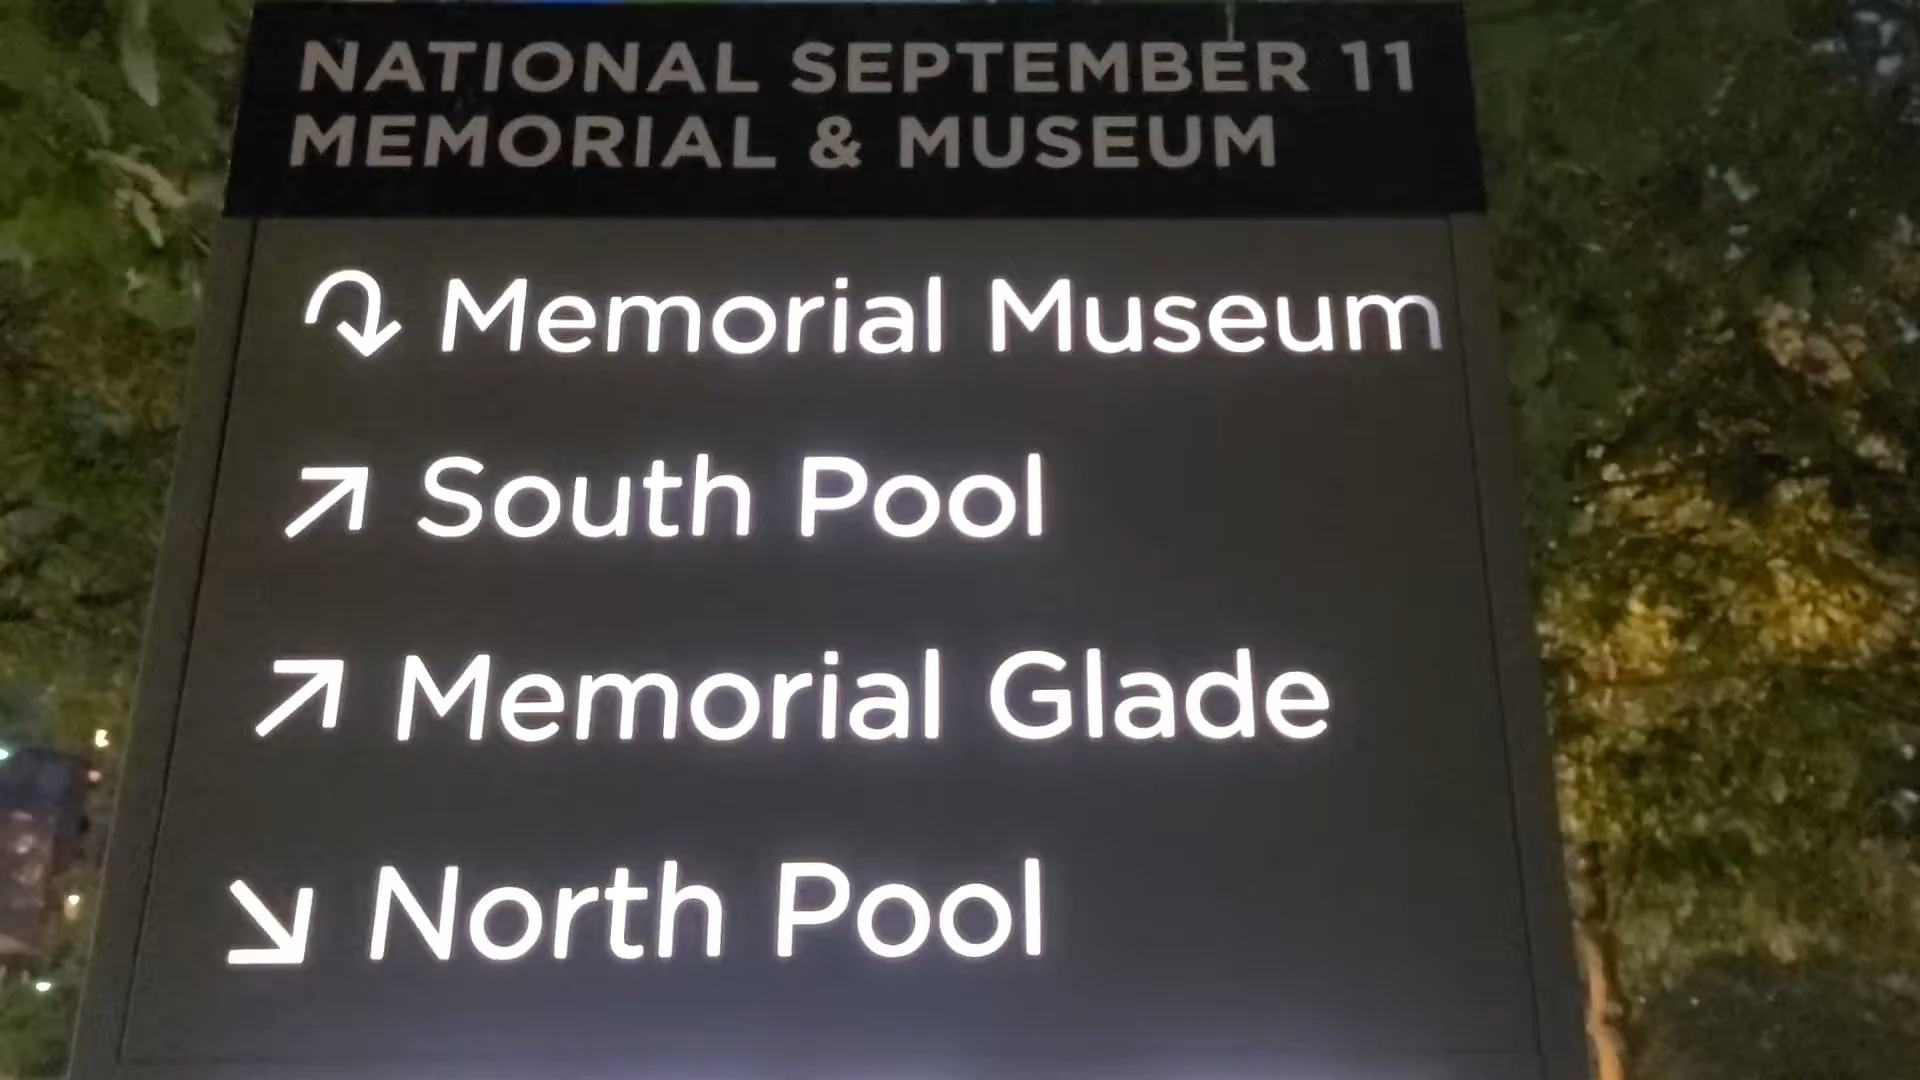 NATIONAL SEPTEMBER 11
MEMORIAL & MUSEUM
Memorial Museum
South Pool
Memorial Glade
North Pool